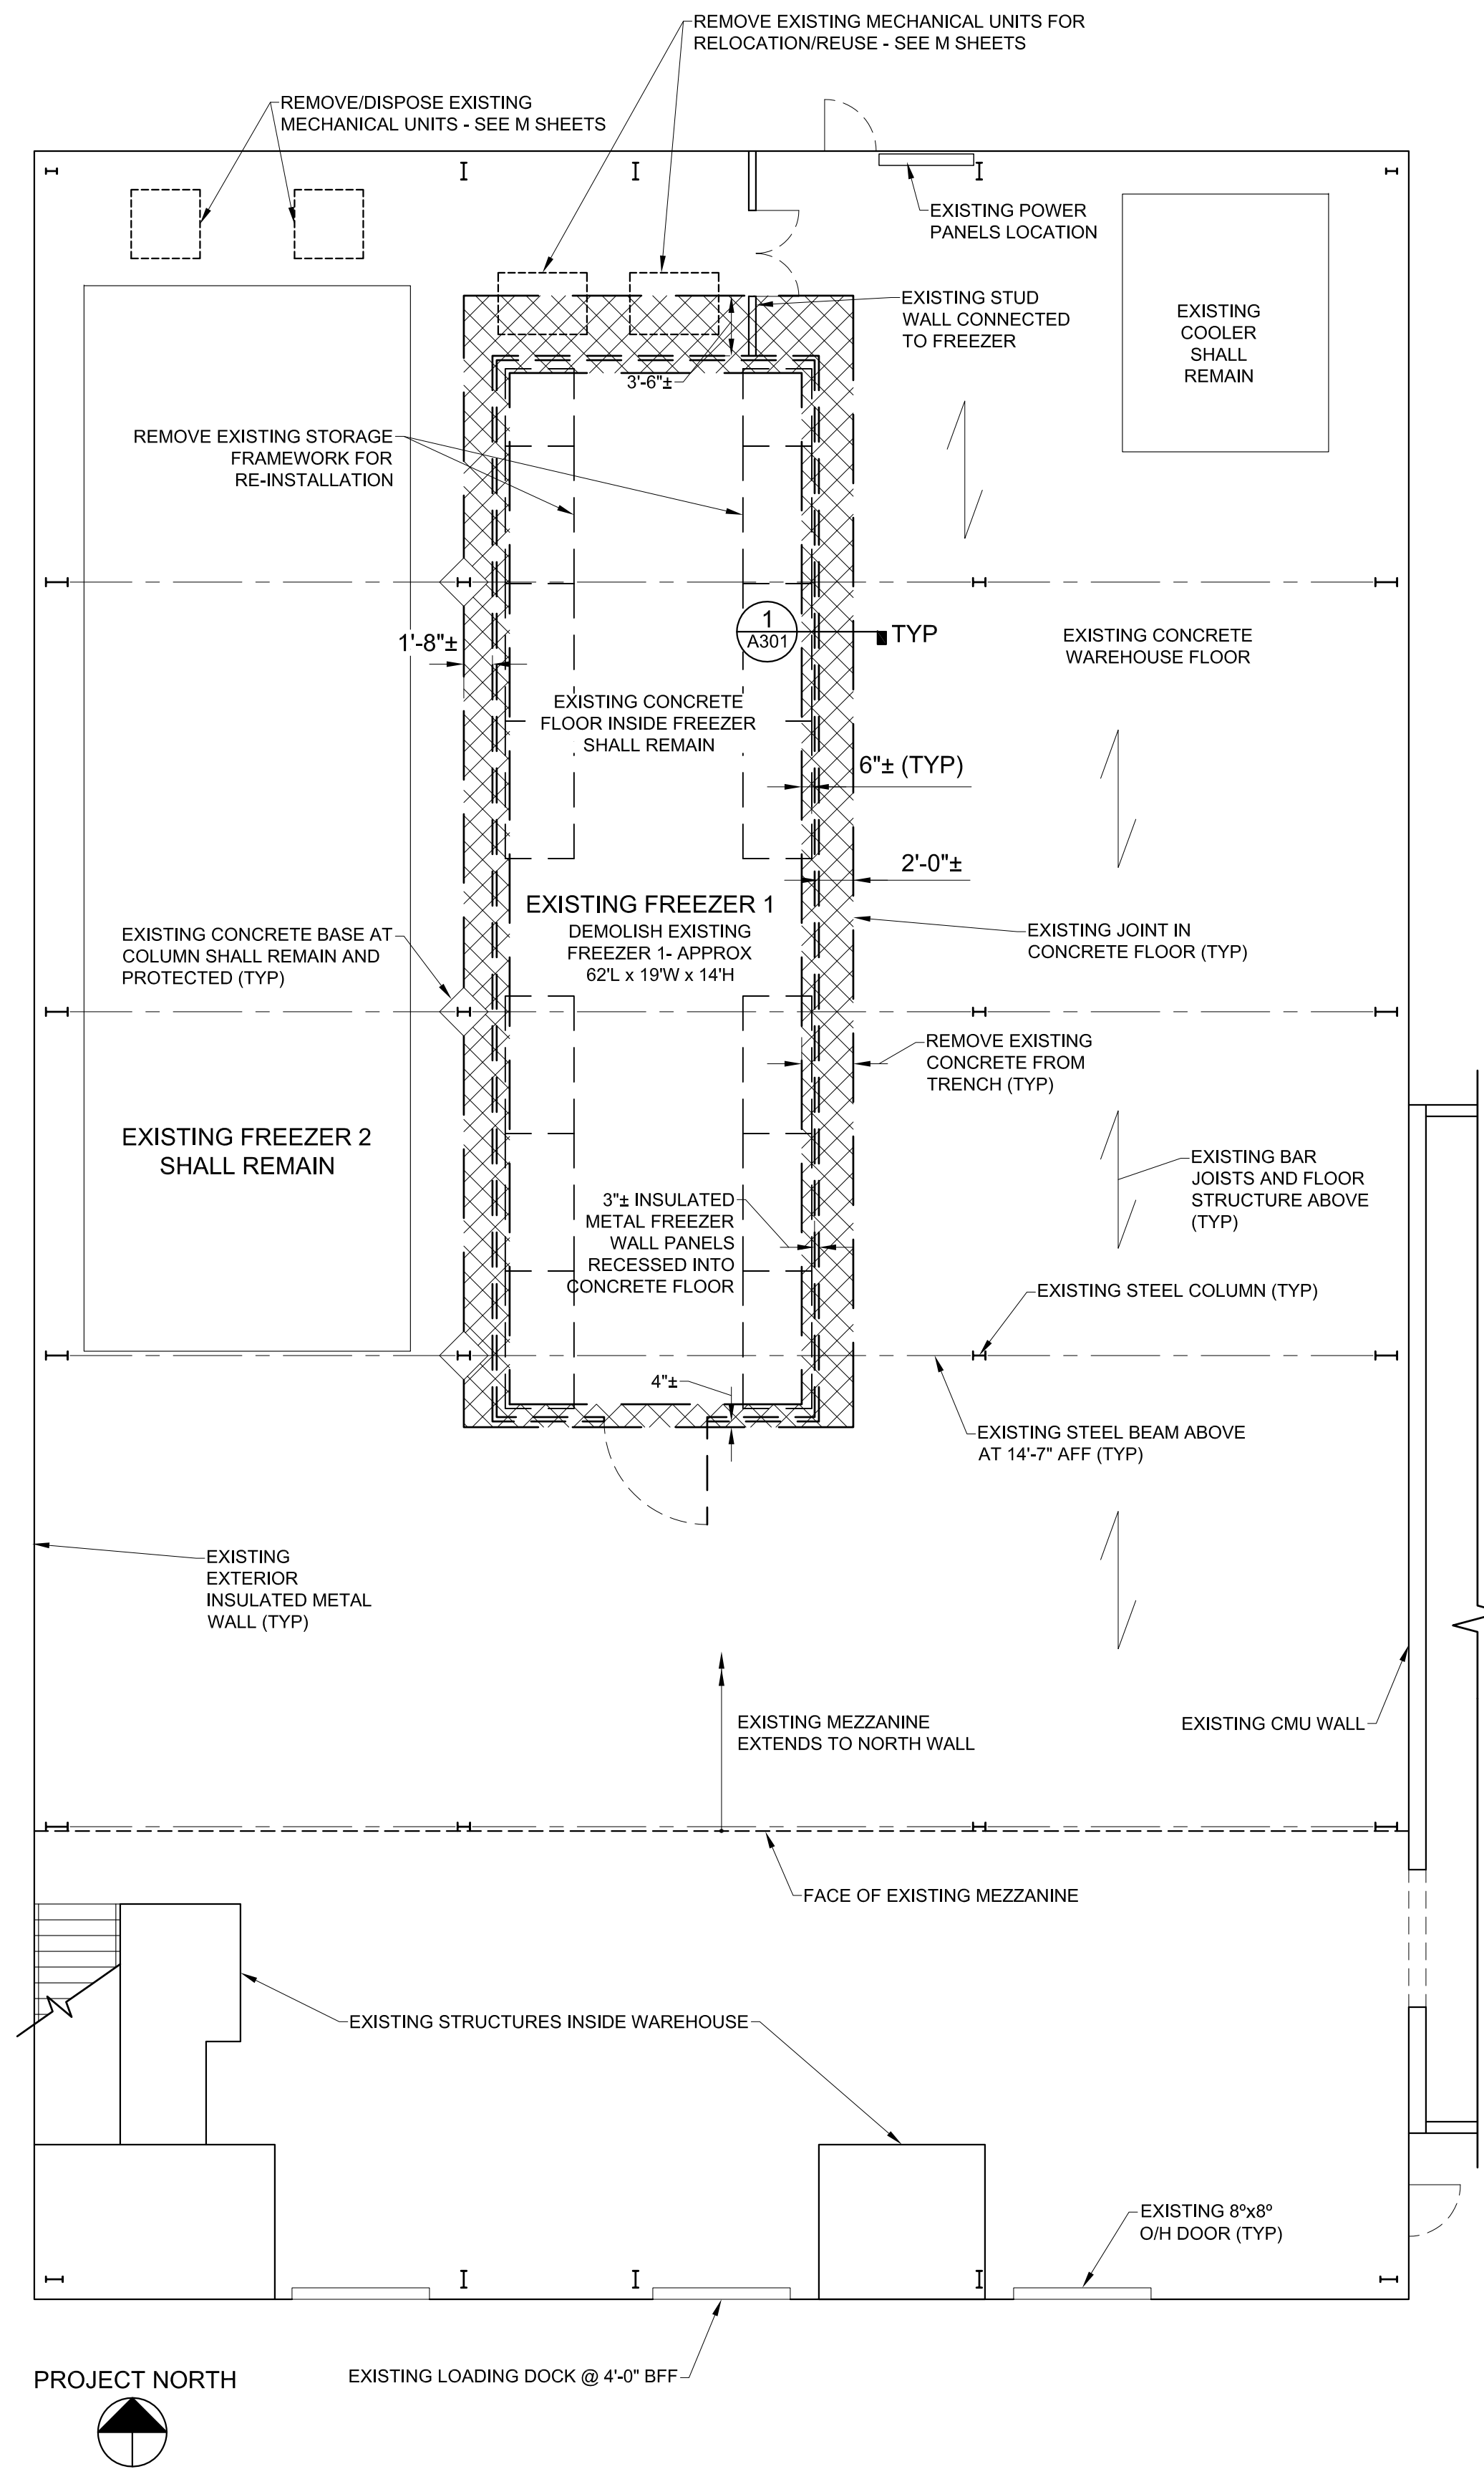 REMOVE EXISTING MECHANICAL UNITS FOR
RELOCATION/REUSE - SEE M SHEETS
REMOVE/DISPOSE EXISTING
MECHANICAL UNITS - SEE M SHEETS
EXISTING POWER
PANELS LOCATION
EXISTING STUD
WALL CONNECTED
TO FREEZER
EXISTING
COOLER
SHALL
REMAIN
3'-6"±
REMOVE EXISTING STORAGE
FRAMEWORK FOR
RE-INSTALLATION
1
A301
TYP
1'-8"±
EXISTING CONCRETE
WAREHOUSE FLOOR
EXISTING CONCRETE
FLOOR INSIDE FREEZER
SHALL REMAIN
6"± (TYP)
2'-0"±
EXISTING FREEZER 1
DEMOLISH EXISTING
FREEZER 1- APPROX
62'L x 19'W x 14'H
EXISTING JOINT IN
CONCRETE FLOOR (TYP)
EXISTING CONCRETE BASE AT
COLUMN SHALL REMAIN AND
PROTECTED (TYP)
REMOVE EXISTING
CONCRETE FROM
TRENCH (TYP)
EXISTING FREEZER 2
SHALL REMAIN
EXISTING BAR
JOISTS AND FLOOR
STRUCTURE ABOVE
(TYP)
3"± INSULATED
METAL FREEZER
WALL PANELS
RECESSED INTO
CONCRETE FLOOR
EXISTING STEEL COLUMN (TYP)
4"±
EXISTING STEEL BEAM ABOVE
AT 14'-7" AFF (TYP)
EXISTING
EXTERIOR
INSULATED METAL
WALL (TYP)
EXISTING MEZZANINE
EXTENDS TO NORTH WALL
EXISTING CMU WALL
FACE OF EXISTING MEZZANINE
EXISTING STRUCTURES INSIDE WAREHOUSE
EXISTING 8⁰x8⁰
O/H DOOR (TYP)
PROJECT NORTH
EXISTING LOADING DOCK @ 4'-0" BFF